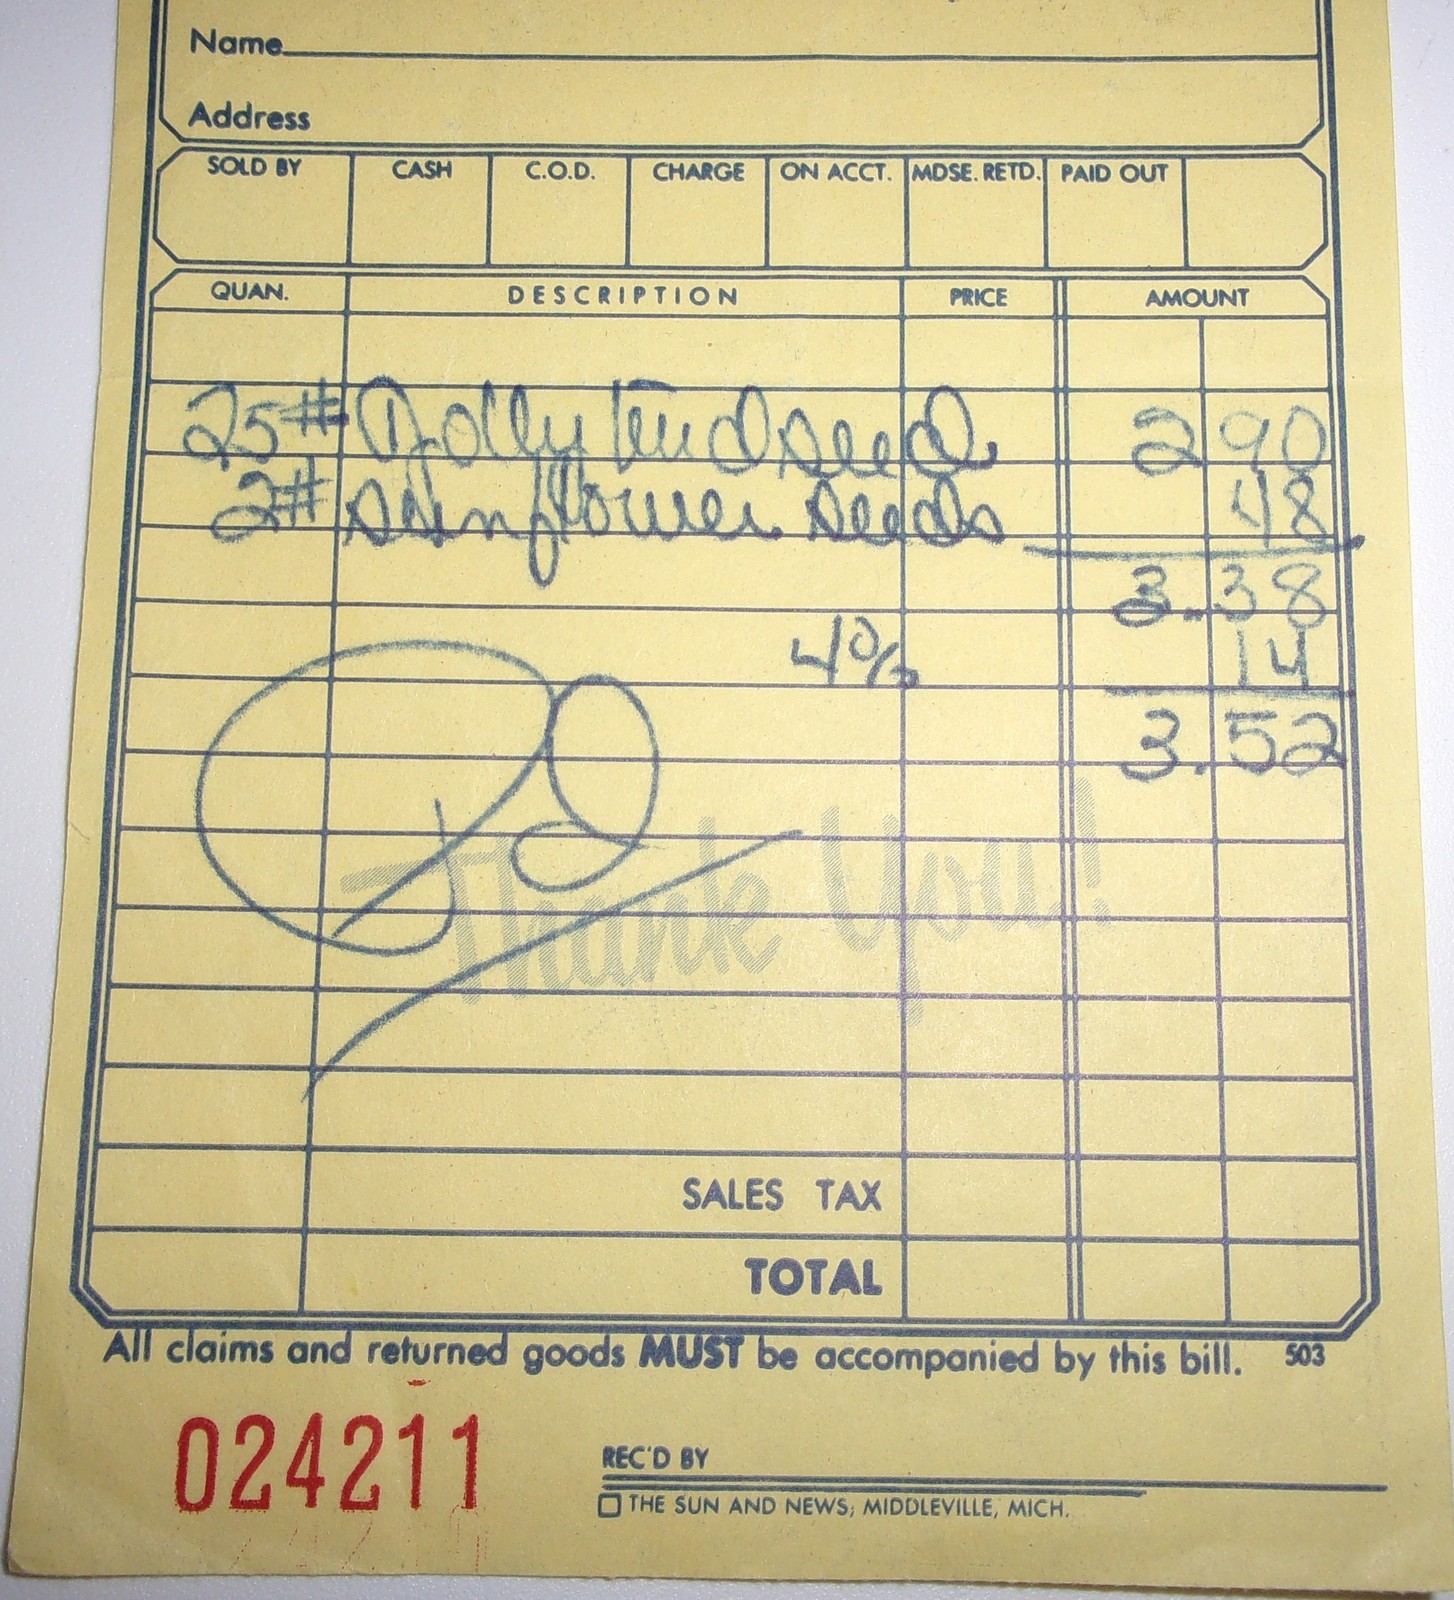 Name
Address
SOLD BY CASH C.O.D. CHARGE ON ACCT. MDSE. RETD. PAID OUT
QUAN. DESCRIPTION PRICE AMOUNT
25# Dolly bird seed 2 90
2# sunflower seeds 48
3.38
4% 14
3.52
Thank You!
SALES TAX
TOTAL
All claims and returned goods MUST be accompanied by this bill. 503
024211
REC'D BY
THE SUN AND NEWS, MIDDLEVILLE, MICH.